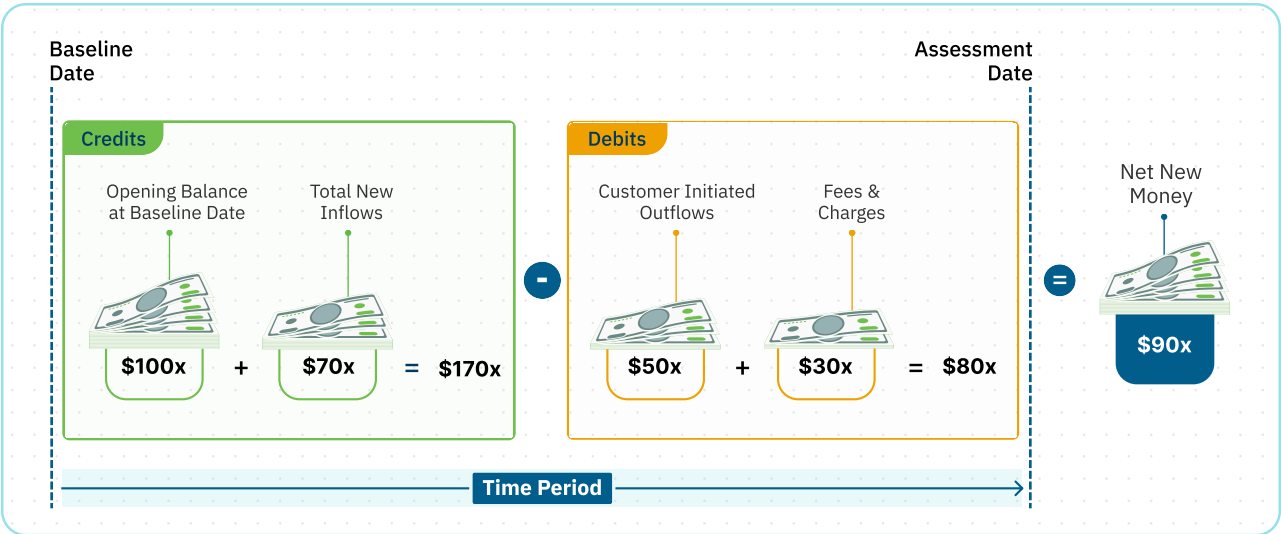 Baseline
Date
Assessment
Date
Credits
Opening Balance
at Baseline Date
Total New
Inflows
$100x + $70x = $170x
-
Debits
Customer Initiated
Outflows
Fees &
Charges
$50x + $30x = $80x
=
Net New
Money
$90x
Time Period